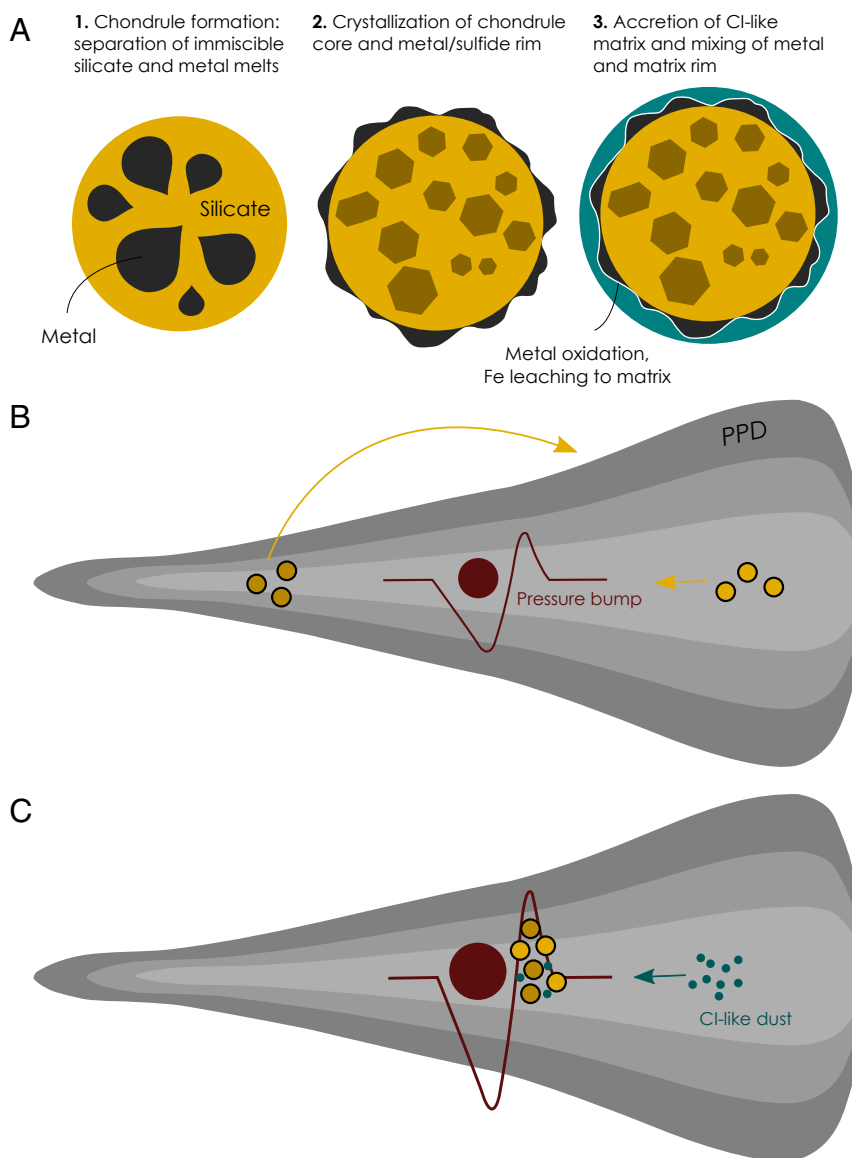 A
1. Chondrule formation:
separation of immiscible
silicate and metal melts
2. Crystallization of chondrule
core and metal/sulfide rim
3. Accretion of CI-like
matrix and mixing of metal
and matrix rim
Silicate
Metal
Metal oxidation,
Fe leaching to matrix
B
PPD
Pressure bump
C
CI-like dust